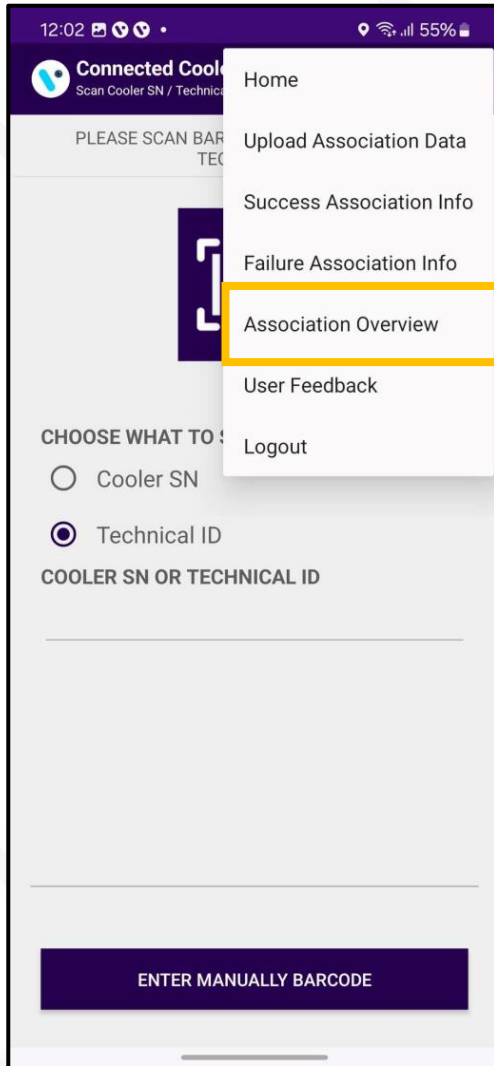 12:02 55%
Connected Coole
Scan Cooler SN / Technica
Home
Upload Association Data
Success Association Info
Failure Association Info
Association Overview
User Feedback
Logout
PLEASE SCAN BAR
TEC
CHOOSE WHAT TO S
Cooler SN
Technical ID
COOLER SN OR TECHNICAL ID
ENTER MANUALLY BARCODE